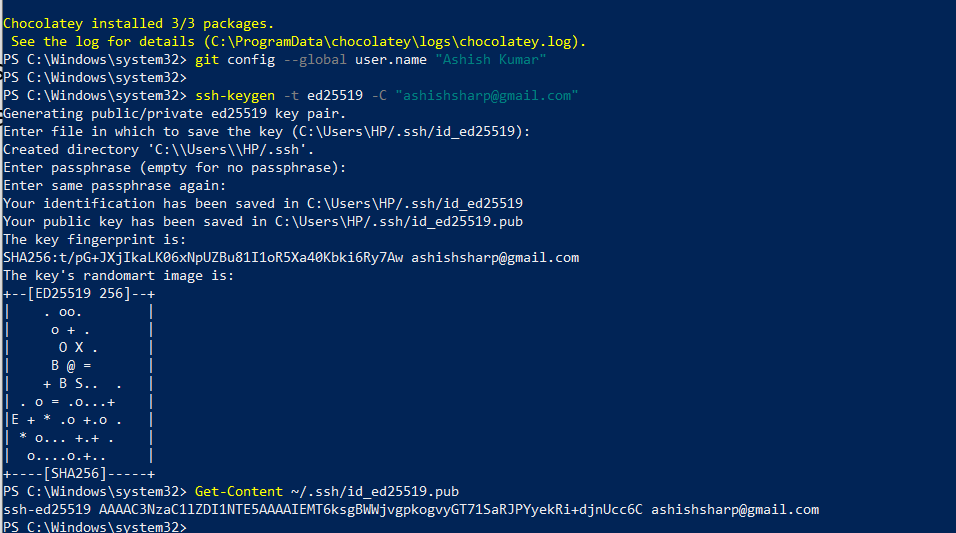 Chocolatey installed 3/3 packages.
 See the log for details (C:\ProgramData\chocolatey\logs\chocolatey.log).
PS C:\Windows\system32> git config --global user.name "Ashish Kumar"
PS C:\Windows\system32>
PS C:\Windows\system32> ssh-keygen -t ed25519 -C "ashishsharp@gmail.com"
Generating public/private ed25519 key pair.
Enter file in which to save the key (C:\Users\HP/.ssh/id_ed25519):
Created directory 'C:\\Users\\HP/.ssh'.
Enter passphrase (empty for no passphrase):
Enter same passphrase again:
Your identification has been saved in C:\Users\HP/.ssh/id_ed25519
Your public key has been saved in C:\Users\HP/.ssh/id_ed25519.pub
The key fingerprint is:
SHA256:t/pG+JXjIkaLK06xNpUZBu81I1oR5Xa40Kbki6Ry7Aw ashishsharp@gmail.com
The key's randomart image is:
+--[ED25519 256]--+
|    . oo.        |
|     o + .       |
|      O X .      |
|     B @ =       |
|    + B S..  .   |
| . o = .o...+    |
|E + * .o +.o .   |
| * o... +.+ .    |
|  o....o.+..     |
+----[SHA256]-----+
PS C:\Windows\system32> Get-Content ~/.ssh/id_ed25519.pub
ssh-ed25519 AAAAC3NzaC1lZDI1NTE5AAAAIEMT6ksgBWWjvgpkogvyGT71SaRJPYyekRi+djnUcc6C ashishsharp@gmail.com
PS C:\Windows\system32>